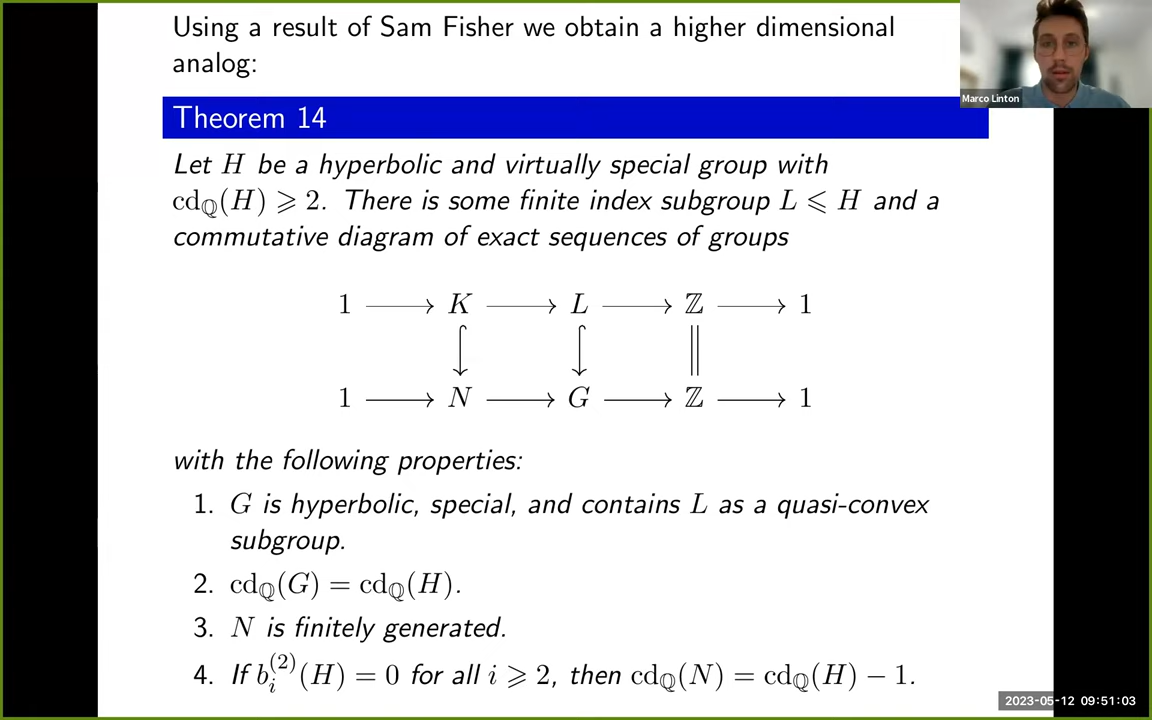 Using a result of Sam Fisher we obtain a higher dimensional
analog:
Marco Linton
Theorem 14
Let H be a hyperbolic and virtually special group with
cd_ℚ(H) ⩾ 2. There is some finite index subgroup L ⩽ H and a
commutative diagram of exact sequences of groups
1 ⟶ K ⟶ L ⟶ ℤ ⟶ 1
1 ⟶ N ⟶ G ⟶ ℤ ⟶ 1
with the following properties:
1. G is hyperbolic, special, and contains L as a quasi-convex
subgroup.
2. cd_ℚ(G) = cd_ℚ(H).
3. N is finitely generated.
4. If b_i^{(2)}(H) = 0 for all i ⩾ 2, then cd_ℚ(N) = cd_ℚ(H) − 1.
2023-05-12 09:51:03